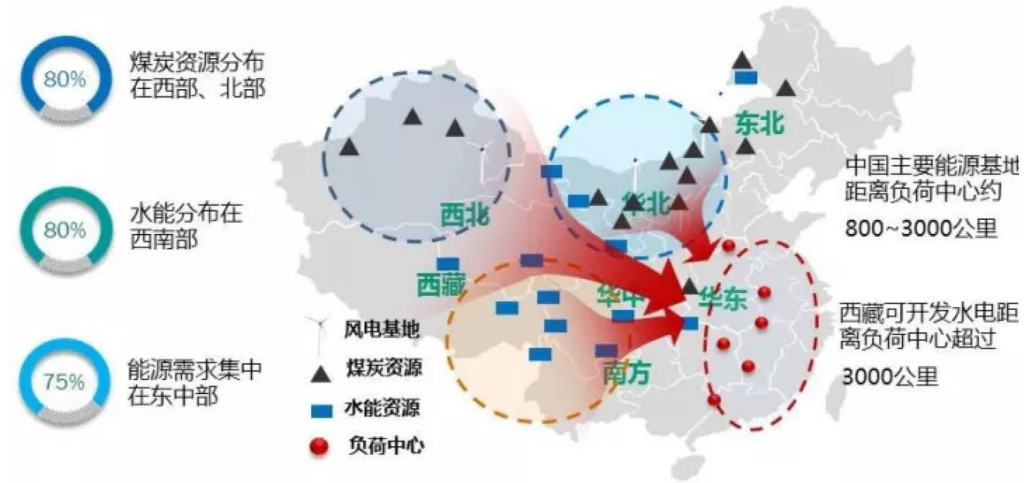 80%
煤炭资源分布
在西部、北部
80%
水能分布在
西南部
75%
能源需求集中
在东中部
东北
华北
西北
西藏
华中
华东
南方
风电基地
煤炭资源
水能资源
负荷中心
中国主要能源基地
距离负荷中心约
800~3000公里
西藏可开发水电距
离负荷中心超过
3000公里